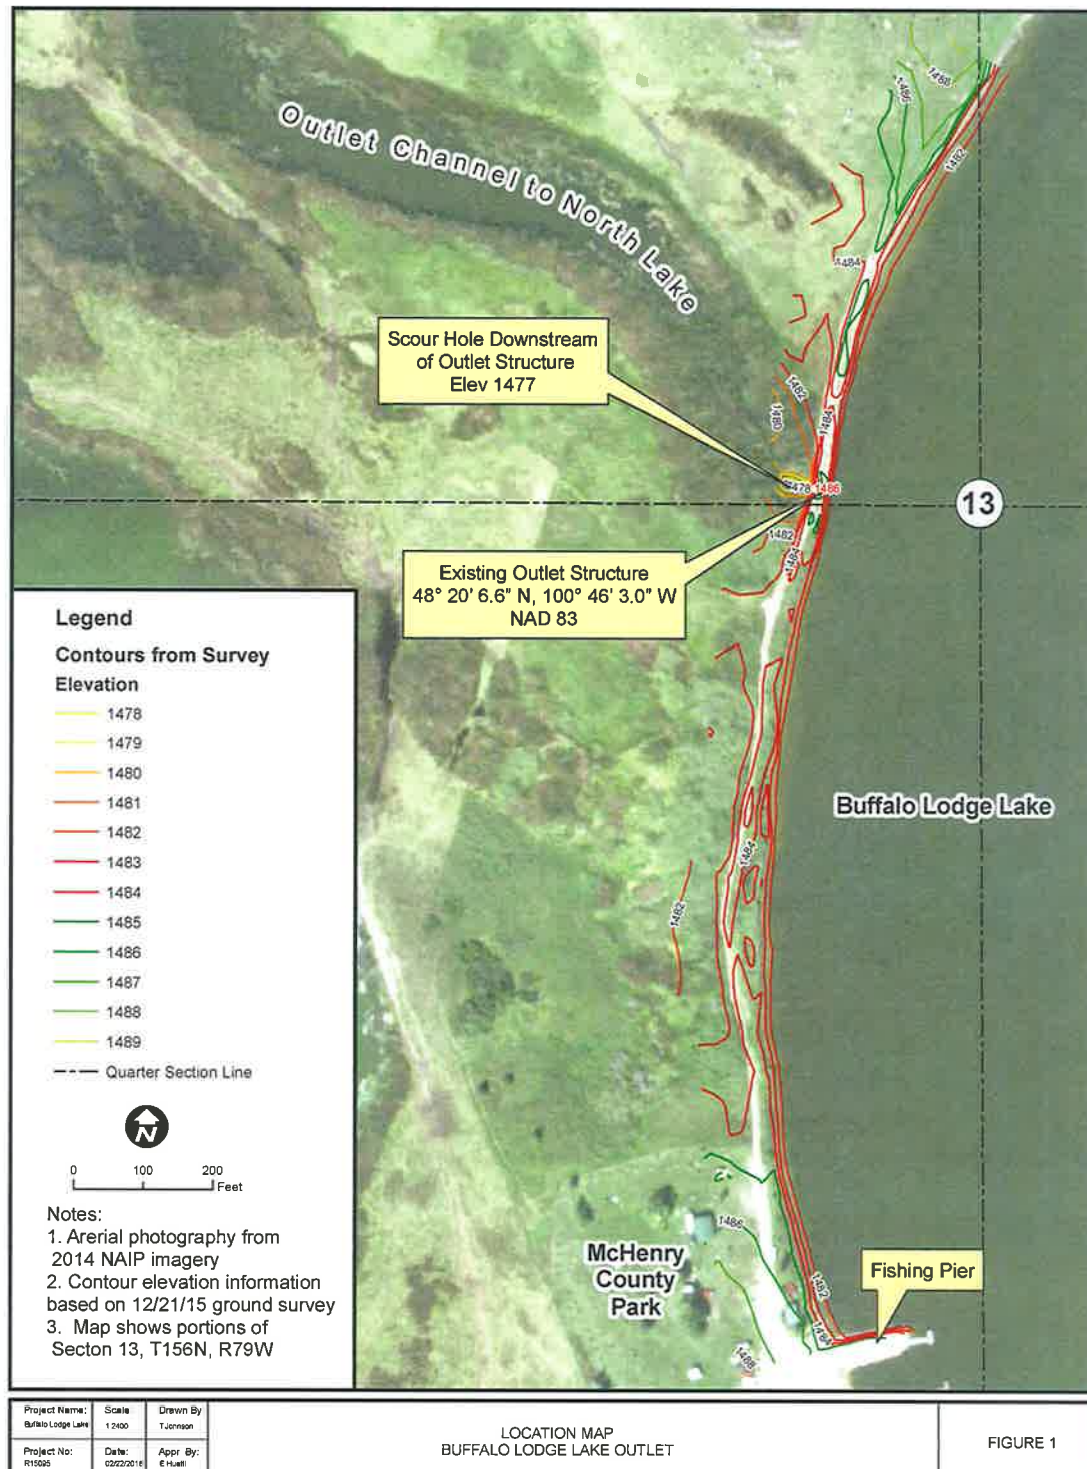 Outlet Channel to North Lake
1488
1486
1482
1484
Scour Hole Downstream
of Outlet Structure
Elev 1477
1482
1480
1484
1478
1486
13
1482
1484
Existing Outlet Structure
48° 20' 6.6" N, 100° 46' 3.0" W
NAD 83
Legend
Contours from Survey
Elevation
1478
1479
1480
1481
1482
1483
1484
1485
1486
1487
1488
1489
Quarter Section Line
N
0 100 200
Feet
Notes:
1. Arerial photography from
2014 NAIP imagery
2. Contour elevation information
based on 12/21/15 ground survey
3. Map shows portions of
Secton 13, T156N, R79W
Buffalo Lodge Lake
1484
1482
1486
McHenry
County
Park
Fishing Pier
1482
1484
1488
Project Name:
Buffalo Lodge Lake
Scale
1:2400
Drawn By
TJohnson
Project No:
Date:
02/22/2016
Appr By:
LOCATION MAP
BUFFALO LODGE LAKE OUTLET
FIGURE 1